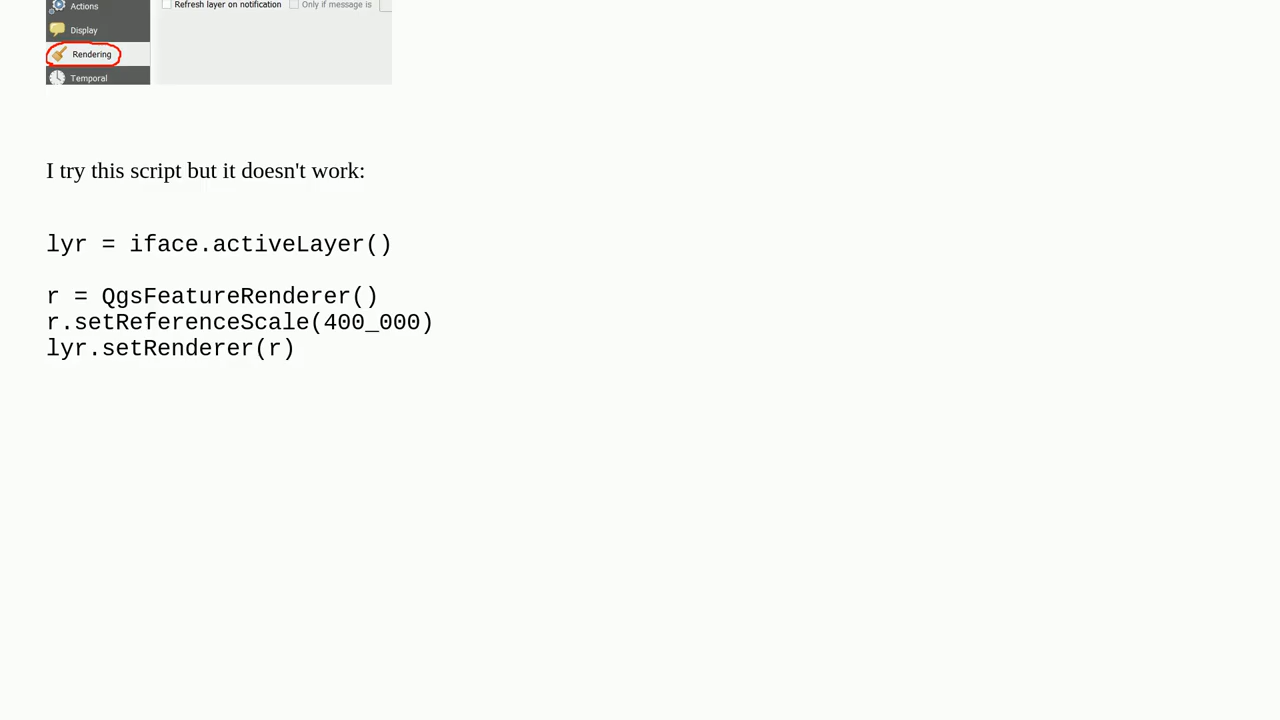 Actions
Refresh layer on notification
Only if message is
Display
Rendering
Temporal
I try this script but it doesn't work:
lyr = iface.activeLayer()
r = QgsFeatureRenderer()
r.setReferenceScale(400_000)
lyr.setRenderer(r)